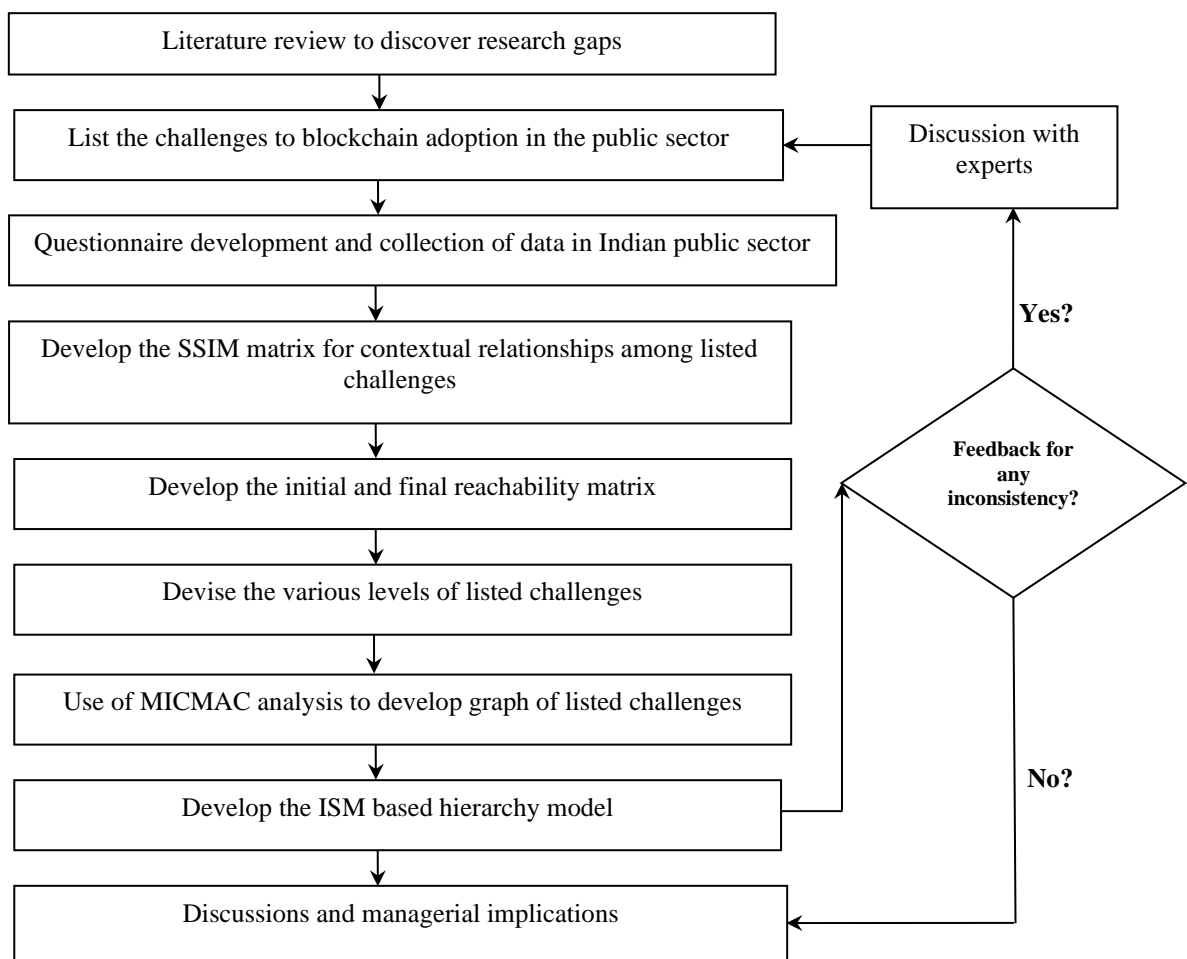 Literature review to discover research gaps
List the challenges to blockchain adoption in the public sector
Discussion with
experts
Questionnaire development and collection of data in Indian public sector
Yes?
Develop the SSIM matrix for contextual relationships among listed
challenges
Feedback for
any
inconsistency?
Develop the initial and final reachability matrix
Devise the various levels of listed challenges
Use of MICMAC analysis to develop graph of listed challenges
No?
Develop the ISM based hierarchy model
Discussions and managerial implications